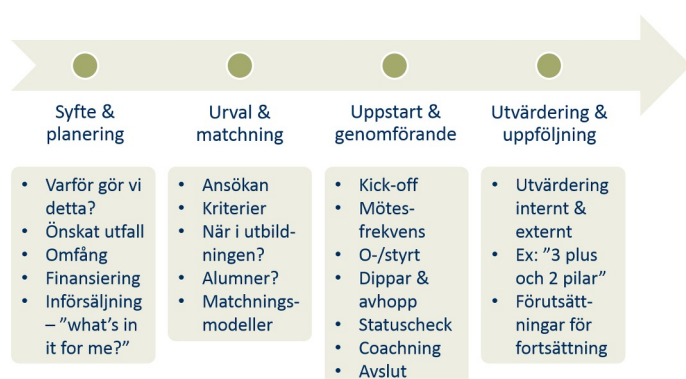 Syfte &
planering
Urval &
matchning
Uppstart &
genomförande
Utvärdering &
uppföljning
• Varför gör vi
detta?
• Önskat utfall
• Omfång
• Finansiering
• Införsäljning
– ”what’s in
it for me?”
• Ansökan
• Kriterier
• När i utbild-
ningen?
• Alumner?
• Matchnings-
modeller
• Kick-off
• Mötes-
frekvens
• O-/styrt
• Dippar &
avhopp
• Statuscheck
• Coachning
• Avslut
• Utvärdering
internt &
externt
• Ex: ”3 plus
och 2 pilar”
• Förutsätt-
ningar för
fortsättning